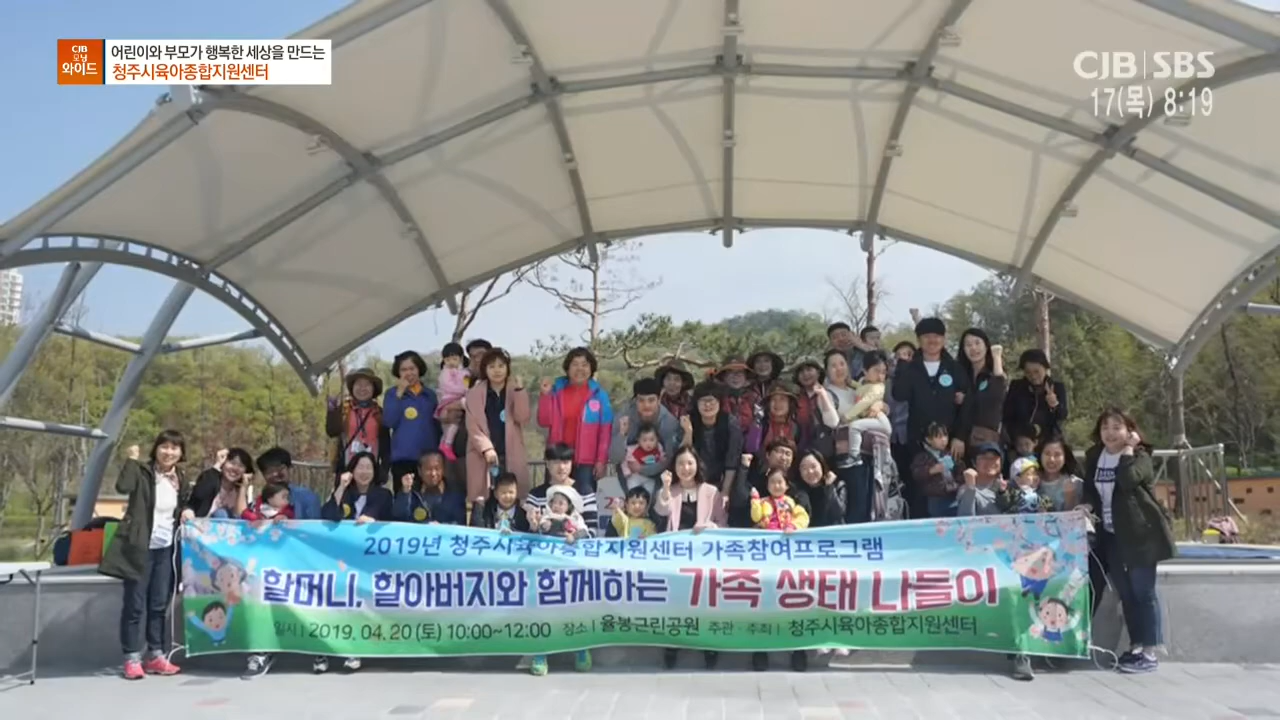 CJB
모닝
와이드
어린이와 부모가 행복한 세상을 만드는
청주시육아종합지원센터
CJB SBS
17(목) 8:19
2019년 청주시육아종합지원센터 가족참여프로그램
할머니, 할아버지와 함께하는 가족 생태 나들이
일시 | 2019. 04. 20 (토) 10:00~12:00 장소 | 율봉근린공원 주관 · 주최 | 청주시육아종합지원센터